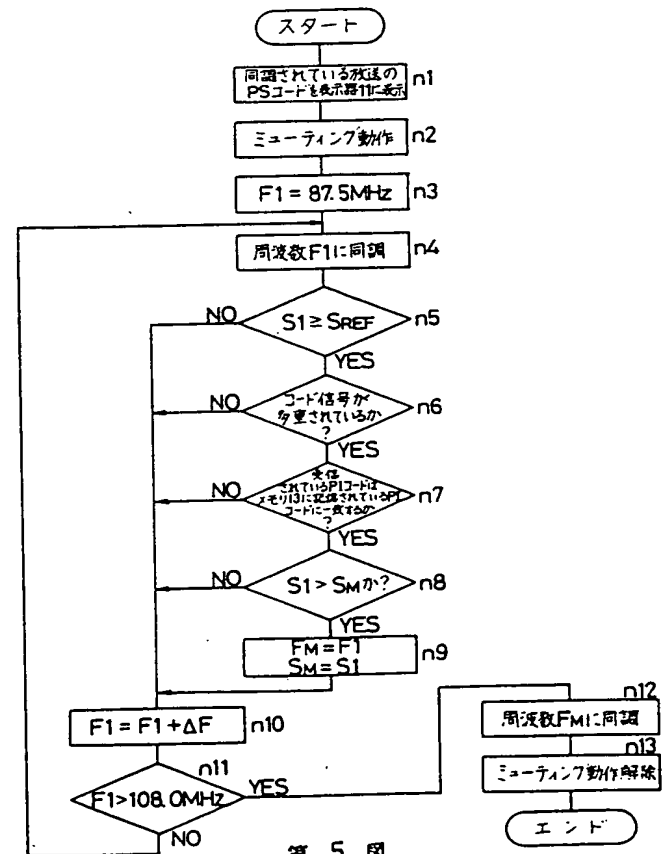 スタート
同調されている放送の
PSコードを表示器11に表示
n1
ミューティング動作
n2
F1=87.5MHz
n3
周波数F1に同調
n4
S1≧SREF
n5
NO
YES
コード信号が
多重されているか
?
n6
NO
YES
受信
されているPIコードは
メモリ13に記憶されているPI
コードに一致するか
?
n7
NO
YES
S1>SMか?
n8
NO
YES
FM=F1
SM=S1
n9
F1=F1+ΔF
n10
F1>108.0MHz
n11
YES
NO
n12
周波数FMに同調
n13
ミューティング動作解除
エンド
第 5 図